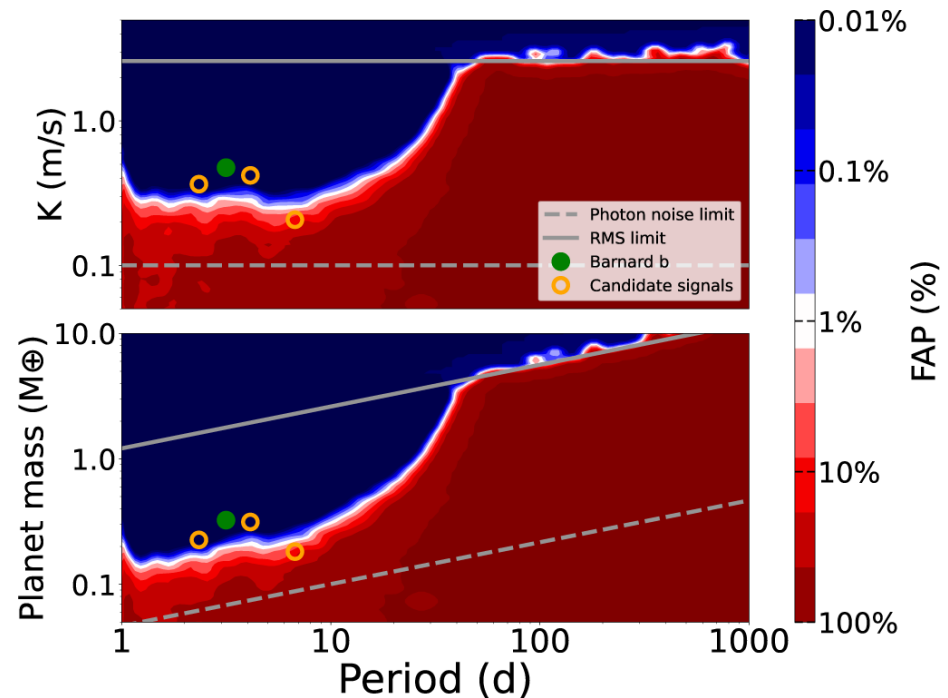 K (m/s)
1.0
0.1
Photon noise limit
RMS limit
Barnard b
Candidate signals
Planet mass (M⊕)
10.0
1.0
0.1
1
10
100
1000
Period (d)
0.01%
0.1%
1%
10%
100%
FAP (%)